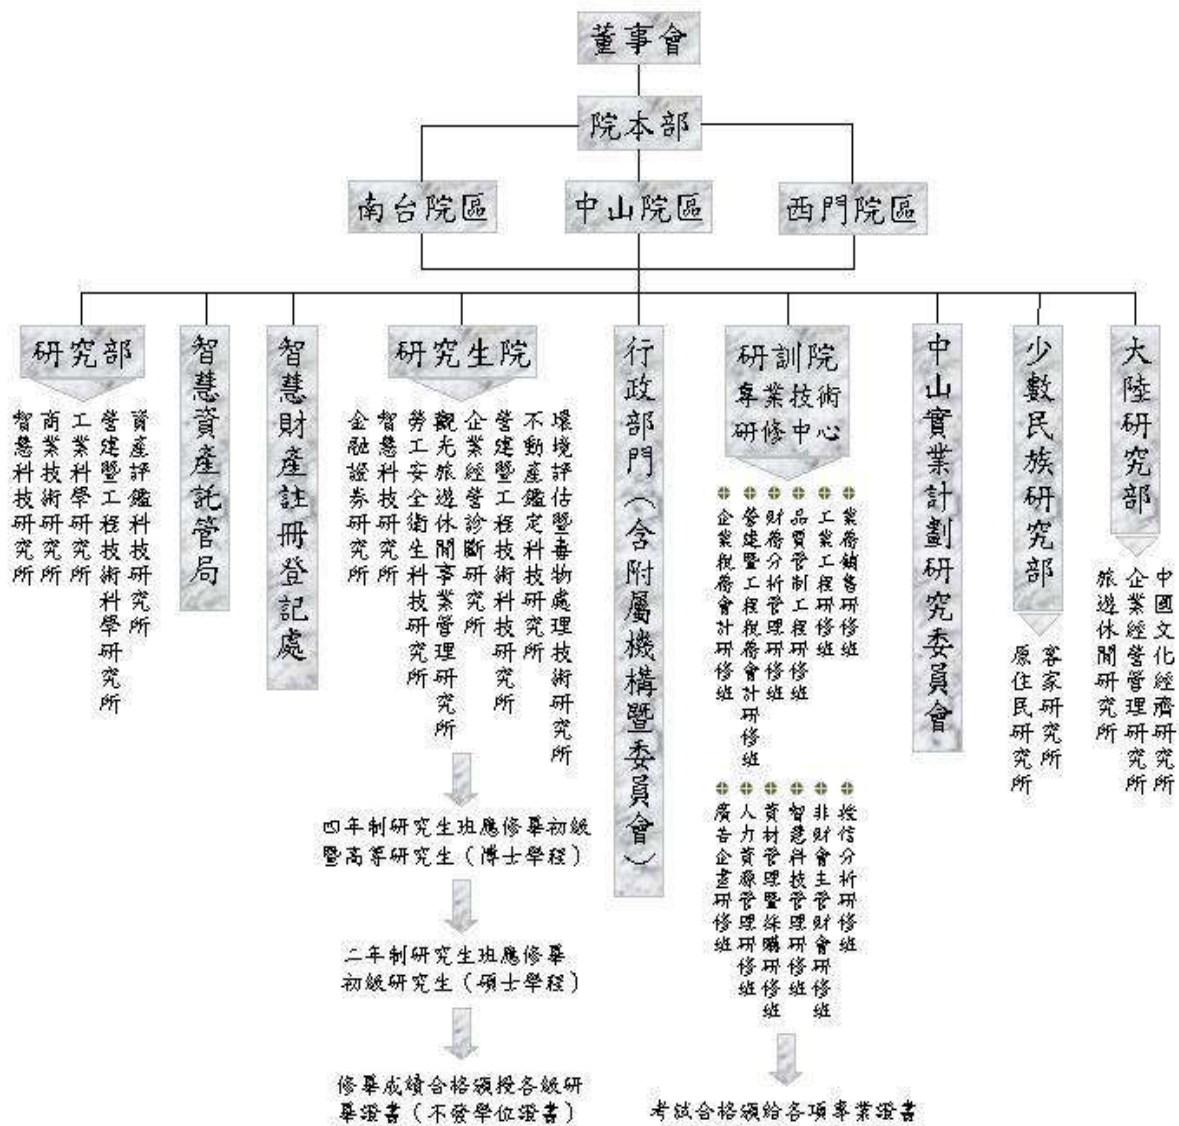 董事會
院本部
南台院區
中山院區
西門院區
研究部
資產評鑑科技研究所
營建暨工程技術科學研究所
工業科學研究所
商業技術研究所
智慧科技研究所
智慧資產託管局
智慧財產註冊登記處
研究生院
環境評估暨毒物處理技術研究所
不動產鑑定科技研究所
營建暨工程技術科技研究所
企業經營診斷研究所
觀光旅遊休閒事業管理研究所
勞工安全衛生科技研究所
智慧科技研究所
金融證券研究所
四年制研究生班應修畢初級
暨高等研究生（博士學程）
二年制研究生班應修畢
初級研究生（碩士學程）
修畢成績合格頒授各級研
畢證書（不發學位證書）
行政部門（含附屬機構暨委員會）
研訓院
專業技術
研修中心
業務銷售研修班
工業工程研修班
品質管制工程研修班
財務分析管理研修班
營建暨工程稅務會計研修班
企業稅務會計研修班
授信分析研修班
非財會主管財會研修班
智慧科技管理研修班
資材管理暨採購研修班
人力資源管理研修班
廣告企畫研修班
考試合格頒給各項專業證書
中山實業計劃研究委員會
少數民族研究部
客家研究所
原住民研究所
大陸研究部
中國文化經濟研究所
企業經營管理研究所
旅遊休閒研究所